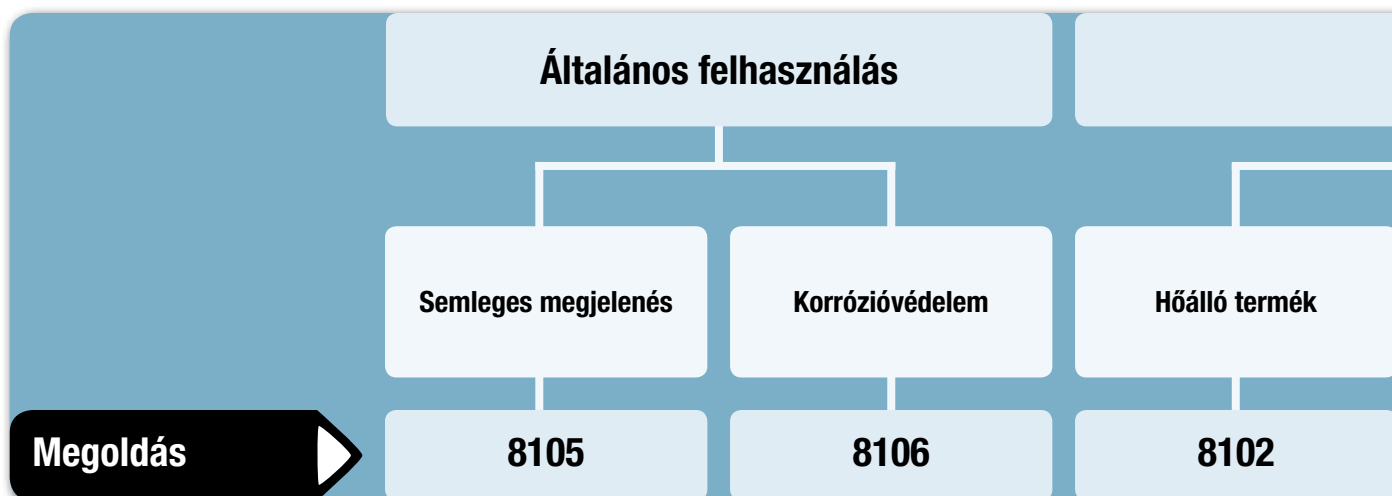 Általános felhasználás
Semleges megjelenés
Korrózióvédelem
Hőálló termék
Megoldás
8105
8106
8102